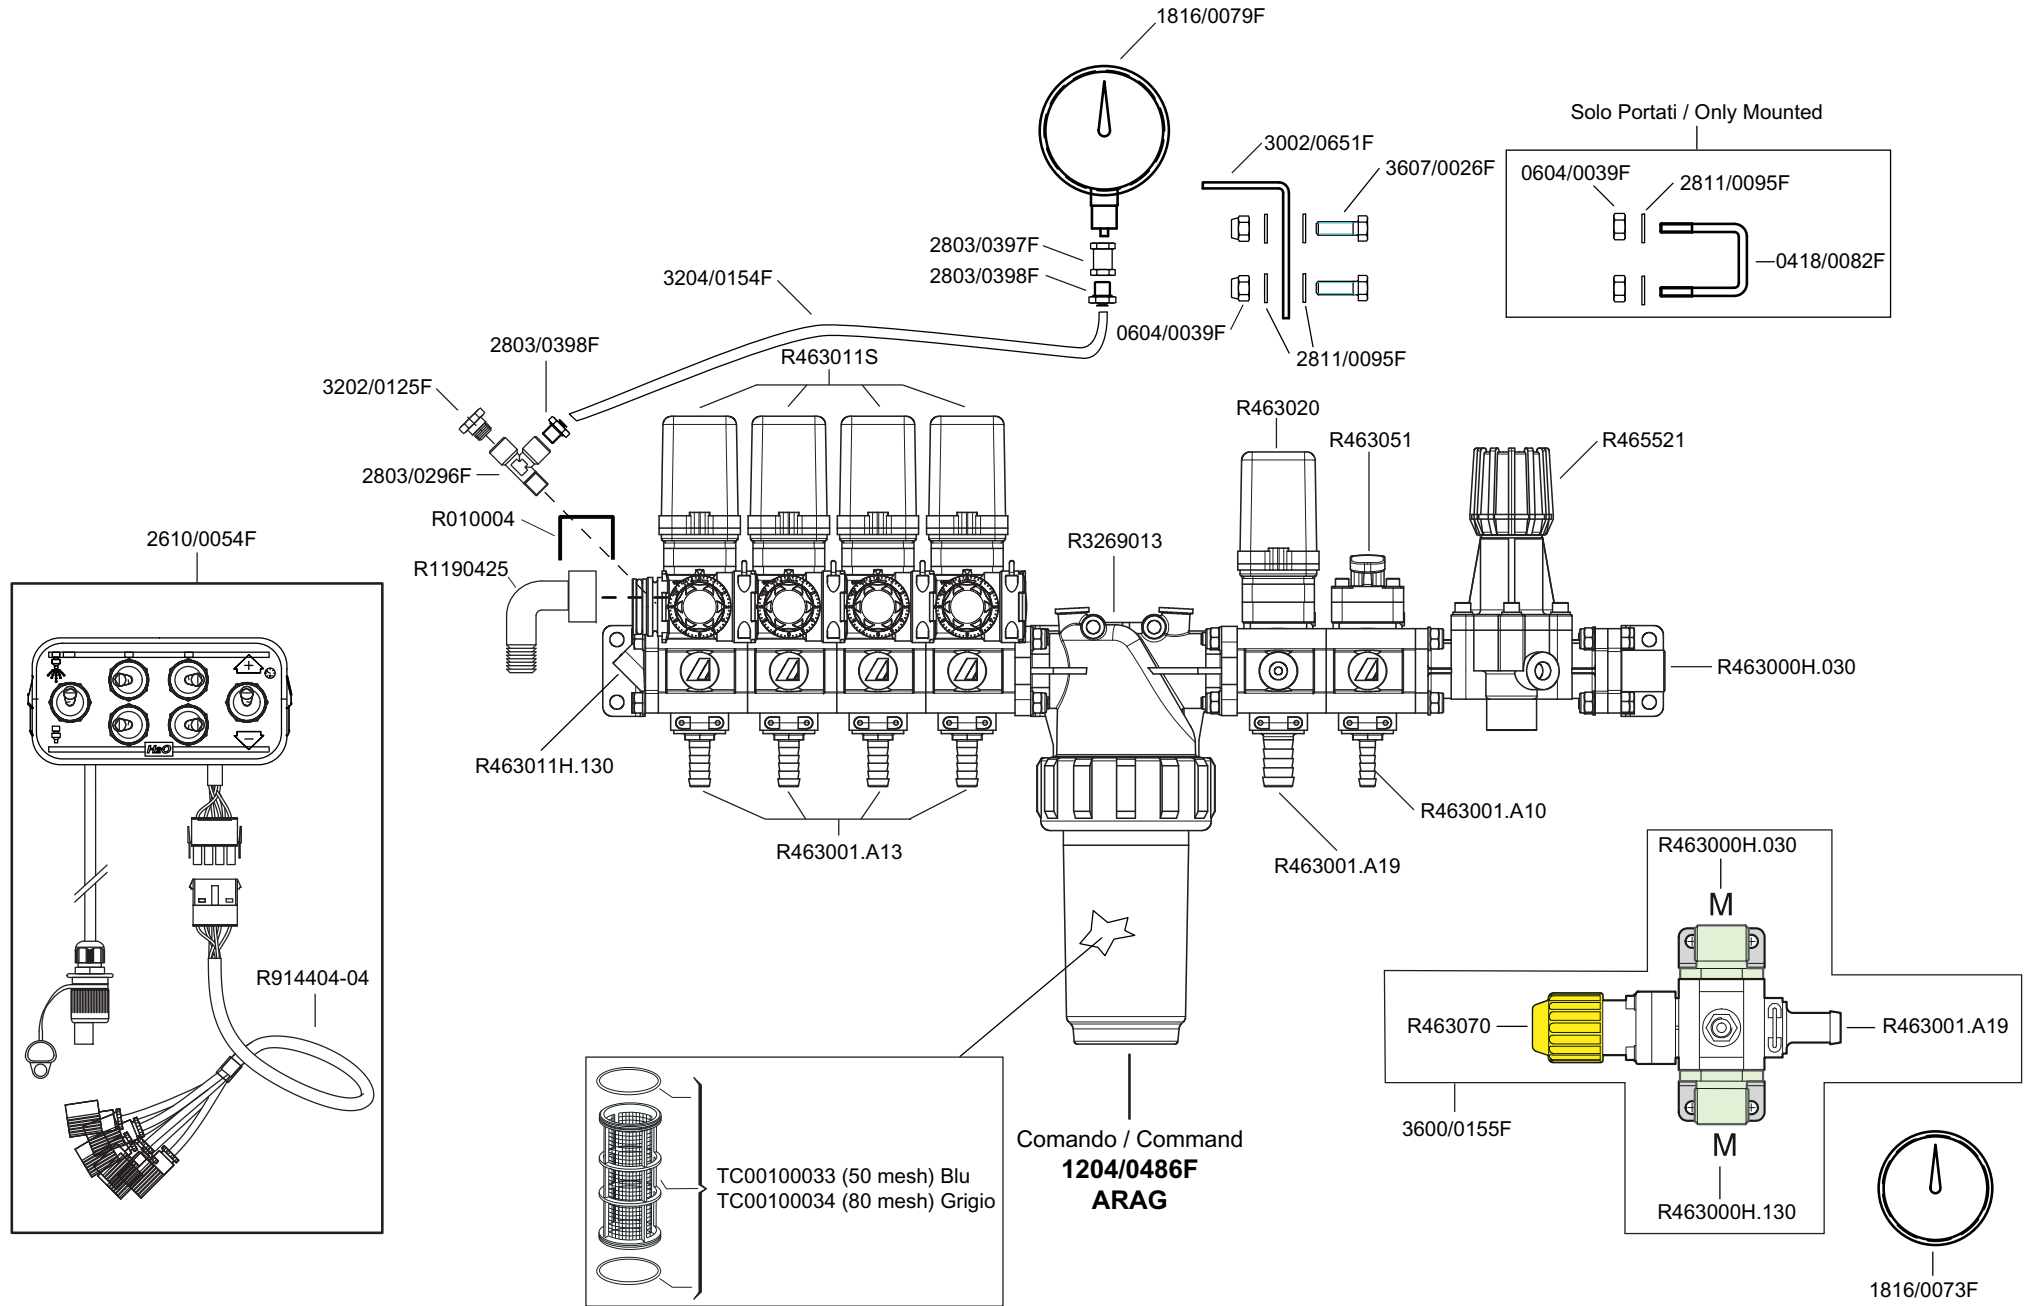 1816/0079F
Solo Portati / Only Mounted
3002/0651F
3607/0026F
0604/0039F
2811/0095F
0418/0082F
2803/0397F
2803/0398F
3204/0154F
0604/0039F
2811/0095F
2803/0398F
R463011S
3202/0125F
2803/0296F
R463020
R463051
R465521
R010004
2610/0054F
R3269013
R1190425
R463000H.030
H2O
R463011H.130
R463001.A13
R463001.A10
R463001.A19
R914404-04
R463000H.030
M
R463070
R463001.A19
3600/0155F
M
R463000H.130
1816/0073F
Comando / Command
1204/0486F
ARAG
TC00100033 (50 mesh) Blu
TC00100034 (80 mesh) Grigio